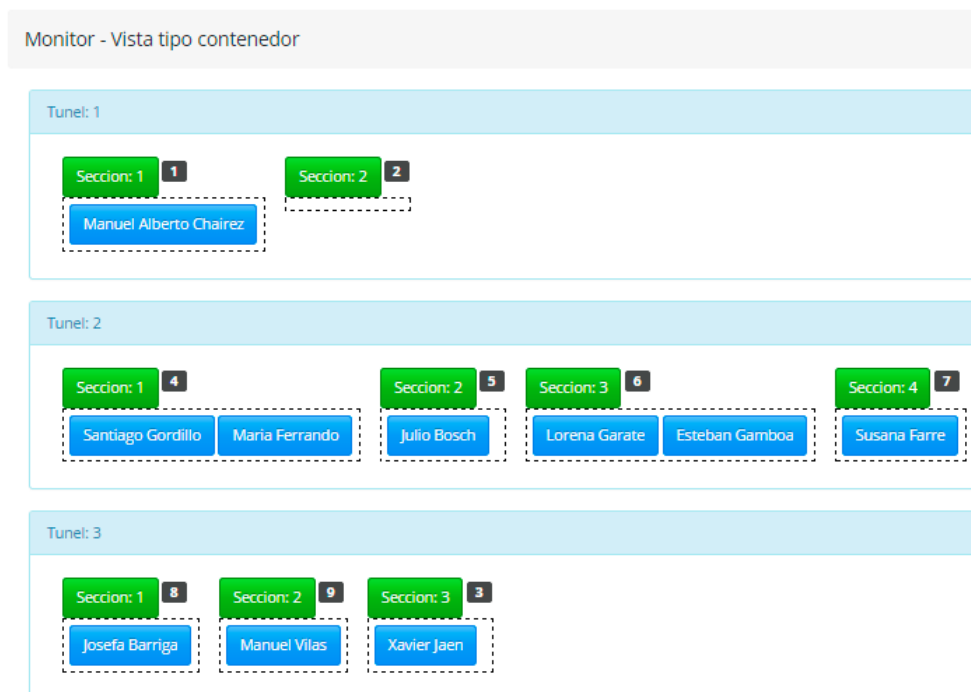 Monitor - Vista tipo contenedor
Tunel: 1
Seccion: 1 1 Seccion: 2 2
Manuel Alberto Chairez
Tunel: 2
Seccion: 1 4 Seccion: 2 5 Seccion: 3 6 Seccion: 4 7
Santiago Gordillo Maria Ferrando Julio Bosch Lorena Garate Esteban Gamboa Susana Farre
Tunel: 3
Seccion: 1 8 Seccion: 2 9 Seccion: 3 3
Josefa Barriga Manuel Vilas Xavier Jaen